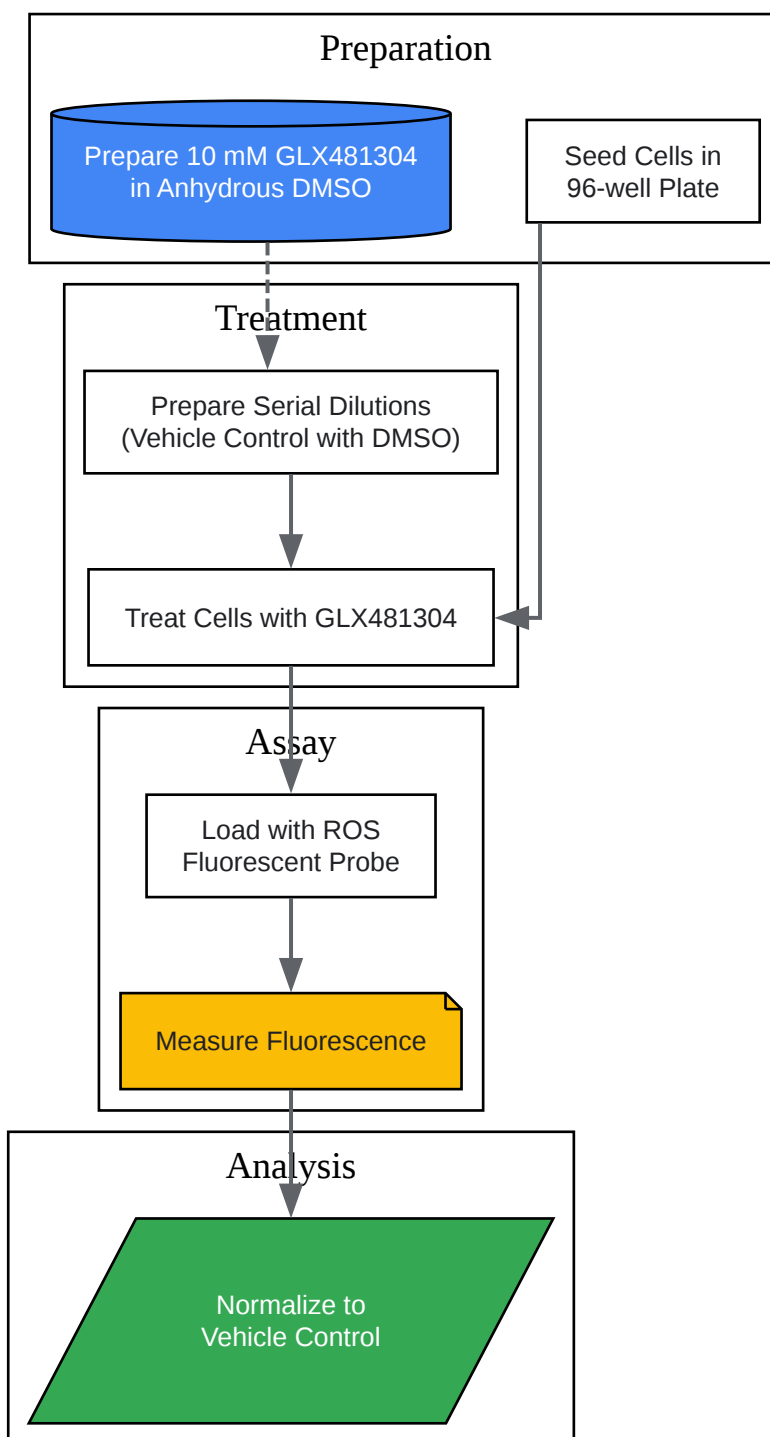 Preparation
Prepare 10 mM GLX481304
in Anhydrous DMSO
Seed Cells in
96-well Plate
Treatment
Prepare Serial Dilutions
(Vehicle Control with DMSO)
Treat Cells with GLX481304
Assay
Load with ROS
Fluorescent Probe
Measure Fluorescence
Analysis
Normalize to
Vehicle Control